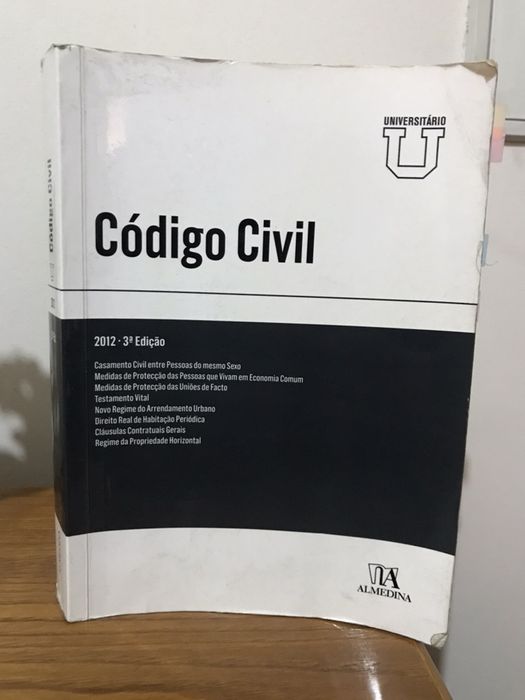 UNIVERSITÁRIO
U
Código Civil
Código Civil
2012 · 3ª Edição
Casamento Civil entre Pessoas do mesmo Sexo
Medidas de Protecção das Pessoas que Vivam em Economia Comum
Medidas de Protecção das Uniões de Facto
Testamento Vital
Novo Regime do Arrendamento Urbano
Direito Real de Habitação Periódica
Cláusulas Contratuais Gerais
Regime da Propriedade Horizontal
ALMEDINA